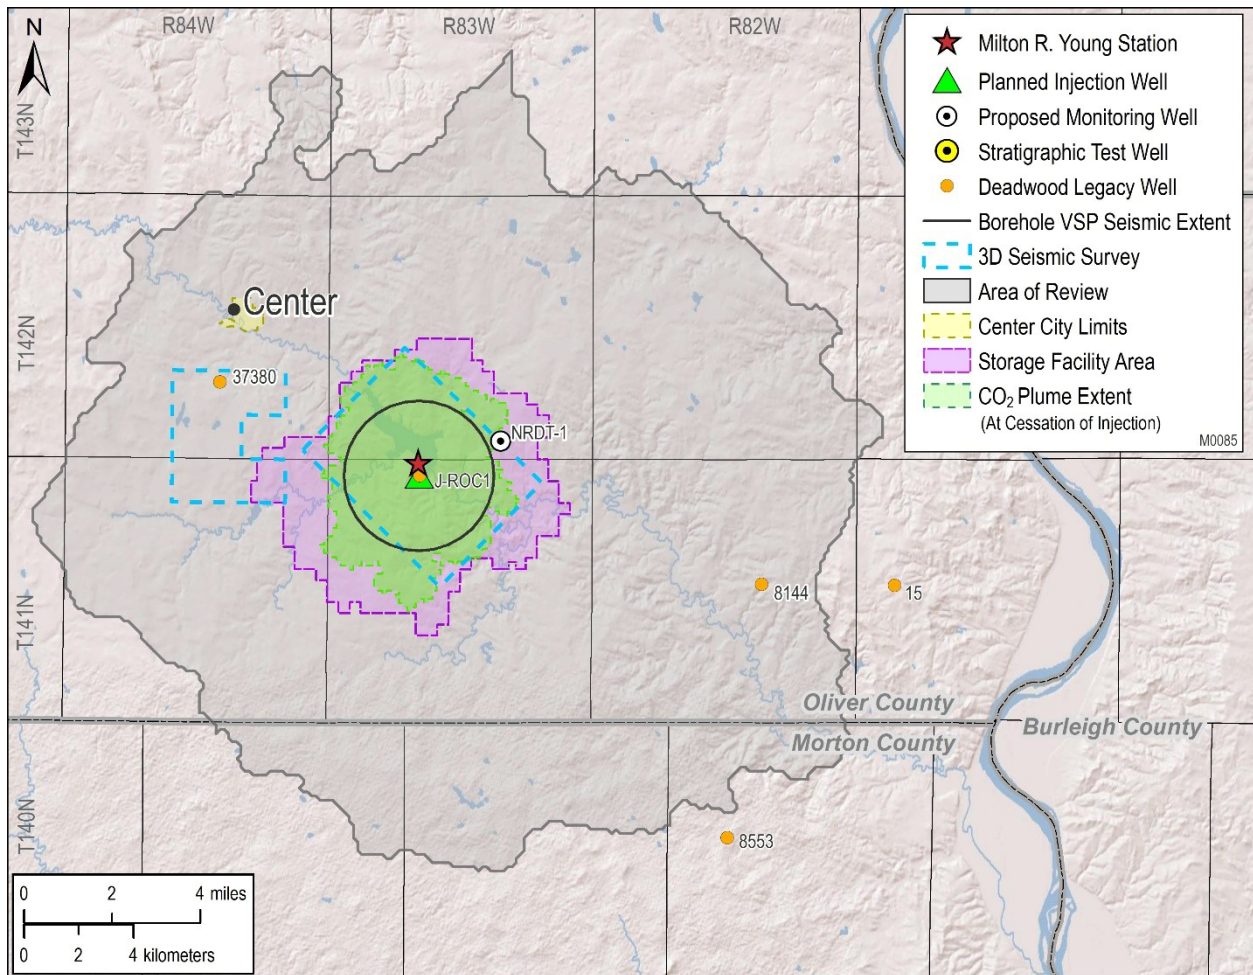 R84W
R83W
R82W
N
T143N
T142N
T141N
T140N
Milton R. Young Station
Planned Injection Well
Proposed Monitoring Well
Stratigraphic Test Well
Deadwood Legacy Well
Borehole VSP Seismic Extent
3D Seismic Survey
Area of Review
Center City Limits
Storage Facility Area
CO₂ Plume Extent
(At Cessation of Injection)
M0085
Center
37380
NRDT-1
J-ROC1
8144
15
Oliver County
Morton County
Burleigh County
8553
0 2 4 miles
0 2 4 kilometers